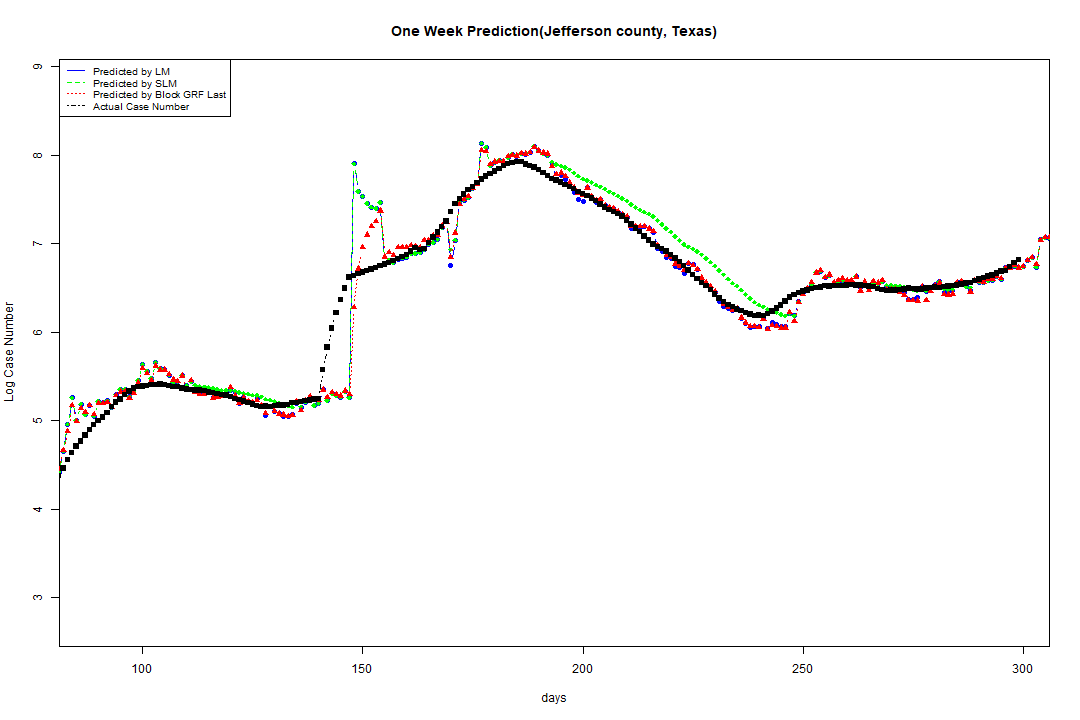 One Week Prediction(Jefferson county, Texas)
Predicted by LM
Predicted by SLM
Predicted by Block GRF Last
Actual Case Number
Log Case Number
9
8
7
6
5
4
3
100 150 200 250 300
days